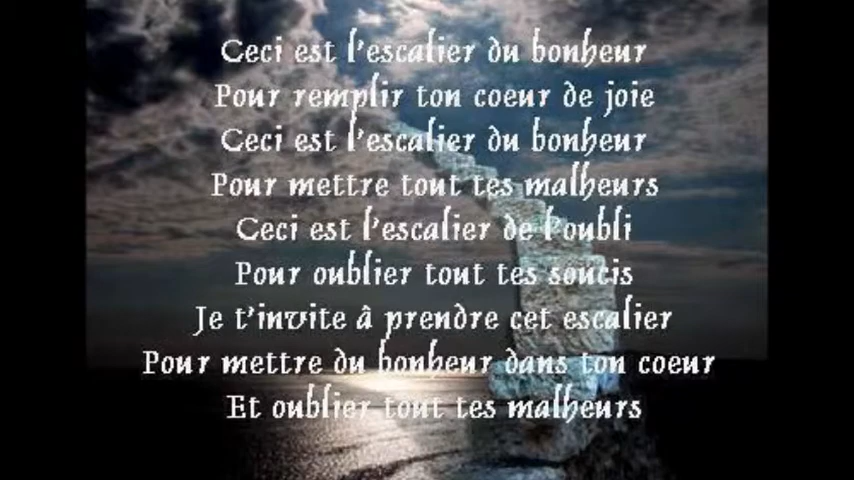 Ceci est l'escalier du bonheur
Pour remplir ton coeur de joie
Ceci est l'escalier du bonheur
Pour mettre tout tes malheurs
Ceci est l'escalier de l'oubli
Pour oublier tout tes soucis
Je t'invite â prendre cet escalier
Pour mettre du bonheur dans ton coeur
Et oublier tout tes malheurs